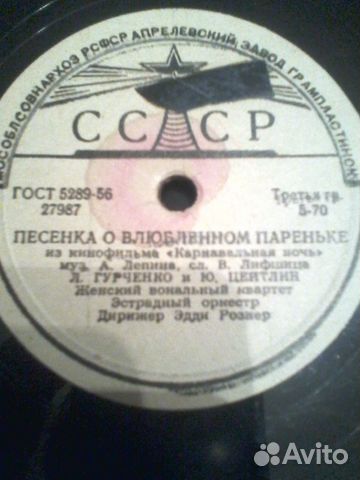 МОСОБЛСОВНАРХОЗ РСФСР АПРЕЛЕВСКИЙ ЗАВОД ГРАМПЛАСТИНОК
СССР
ГОСТ 5289-56
27987
Третья гр.
5-70
ПЕСЕНКА О ВЛЮБЛЕННОМ ПАРЕНЬКЕ
из кинофильма «Карнавальная ночь»
муз. А. Лепина, сл. В. Лифшица
Л. ГУРЧЕНКО и Ю. ЦЕЙТЛИН
Женский вокальный квартет
Эстрадный оркестр
Дирижер Эдди Рознер
Avito